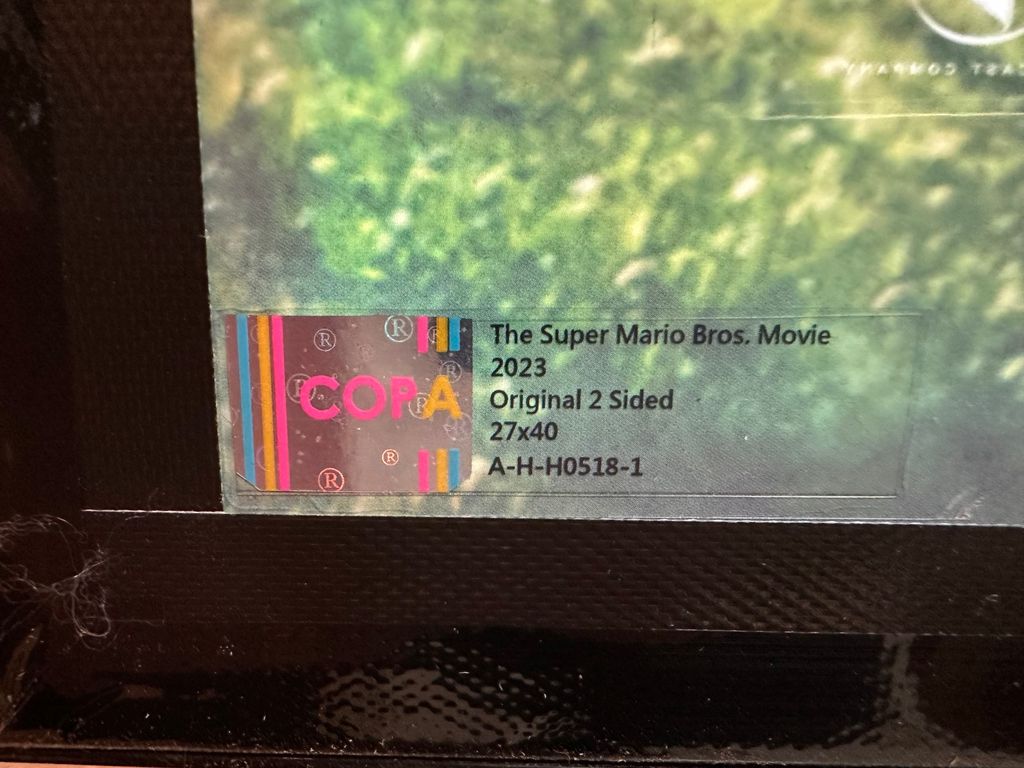 COPA
The Super Mario Bros. Movie
2023
Original 2 Sided
27x40
A-H-H0518-1